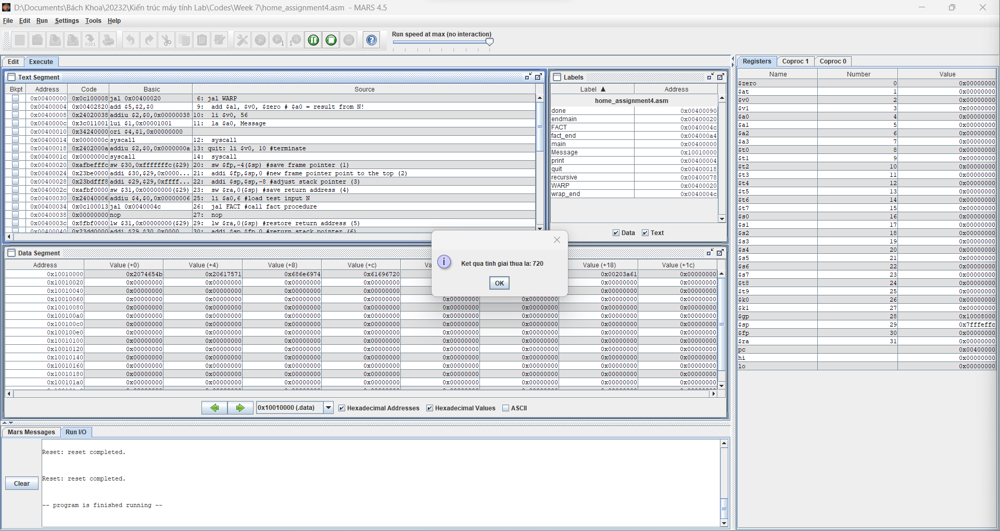 D:\Documents\Bách Khoa\20232\Kiến trúc máy tính Lab\Codes\Week 7\home_assignment4.asm - MARS 4.5
File Edit Run Settings Tools Help
Run speed at max (no interaction)
Edit Execute
Text Segment
Bkpt Address Code Basic Source
0x00400000 0x0c100008 jal 0x00400020 6: jal WARP
0x00400004 0x00402820 add $5,$2,$0 9: add $a1, $v0, $zero # $a0 = result from N!
0x00400008 0x24020038 addiu $2,$0,0x00000038 10: li $v0, 56
0x0040000c 0x3c011001 lui $1,0x00001001 11: la $a0, Message
0x00400010 0x34240000 ori $4,$1,0x00000000
0x00400014 0x0000000c syscall 12: syscall
0x00400018 0x2402000a addiu $2,$0,0x0000000a 13: quit: li $v0, 10 #terminate
0x0040001c 0x0000000c syscall 14: syscall
0x00400020 0xafbefffc sw $30,0xfffffffc($29) 20: sw $fp,-4($sp) #save frame pointer (1)
0x00400024 0x23be0000 addi $30,$29,0x0000... 21: addi $fp,$sp,0 #new frame pointer point to the top (2)
0x00400028 0x23bdfff8 addi $29,$29,0xffff... 22: addi $sp,$sp,-8 #adjust stack pointer (3)
0x0040002c 0xafbf0000 sw $31,0x00000000($29) 23: sw $ra,0($sp) #save return address (4)
0x00400030 0x24040006 addiu $4,$0,0x00000006 25: li $a0,6 #load test input N
0x00400034 0x0c100013 jal 0x0040004c 26: jal FACT #call fact procedure
0x00400038 0x00000000 nop 27: nop
0x0040003c 0x8fbf0000 lw $31,0x00000000($29) 29: lw $ra,0($sp) #restore return address (5)
0x00400040 0x23dd0000 addi $29,$30,0x0000... 30: addi $sp,$fp,0 #return stack pointer (6)
Labels
Label ▲ Address
home_assignment4.asm
done 0x00400090
endmain 0x00400020
FACT 0x0040004c
fact_end 0x004000a4
main 0x00400000
Message 0x10010000
print 0x00400004
quit 0x00400018
recursive 0x00400078
WARP 0x00400020
wrap_end 0x0040004c
Data Text
Data Segment
Address Value (+0) Value (+4) Value (+8) Value (+c) Va Value (+18) Value (+1c)
0x10010000 0x2074654b 0x20617571 0x686e6974 0x61696720 0x00203a61 0x00000000
0x10010020 0x00000000 0x00000000 0x00000000 0x00000000 0x00000000 0x00000000
0x10010040 0x00000000 0x00000000 0x00000000 0x00000000 0x00000000 0x00000000
0x10010060 0x00000000 0x00000000 0x00000000 0x00000000 0x00000000 0x00000000 0x00000000 0x00000000
0x10010080 0x00000000 0x00000000 0x00000000 0x00000000 0x00000000 0x00000000 0x00000000 0x00000000
0x100100a0 0x00000000 0x00000000 0x00000000 0x00000000 0x00000000 0x00000000 0x00000000 0x00000000
0x100100c0 0x00000000 0x00000000 0x00000000 0x00000000 0x00000000 0x00000000 0x00000000 0x00000000
0x100100e0 0x00000000 0x00000000 0x00000000 0x00000000 0x00000000 0x00000000 0x00000000 0x00000000
0x10010100 0x00000000 0x00000000 0x00000000 0x00000000 0x00000000 0x00000000 0x00000000 0x00000000
0x10010120 0x00000000 0x00000000 0x00000000 0x00000000 0x00000000 0x00000000 0x00000000 0x00000000
0x10010140 0x00000000 0x00000000 0x00000000 0x00000000 0x00000000 0x00000000 0x00000000 0x00000000
0x10010160 0x00000000 0x00000000 0x00000000 0x00000000 0x00000000 0x00000000 0x00000000 0x00000000
0x10010180 0x00000000 0x00000000 0x00000000 0x00000000 0x00000000 0x00000000 0x00000000 0x00000000
0x100101a0 0x00000000 0x00000000 0x00000000 0x00000000 0x00000000 0x00000000 0x00000000 0x00000000
0x10010000 (.data) Hexadecimal Addresses Hexadecimal Values ASCII
Ket qua tinh giai thua la: 720
OK
Mars Messages Run I/O
Reset: reset completed.
Reset: reset completed.
-- program is finished running --
Clear
Registers Coproc 1 Coproc 0
Name Number Value
$zero 0 0x00000000
$at 1 0x00000000
$v0 2 0x00000000
$v1 3 0x00000000
$a0 4 0x00000000
$a1 5 0x00000000
$a2 6 0x00000000
$a3 7 0x00000000
$t0 8 0x00000000
$t1 9 0x00000000
$t2 10 0x00000000
$t3 11 0x00000000
$t4 12 0x00000000
$t5 13 0x00000000
$t6 14 0x00000000
$t7 15 0x00000000
$s0 16 0x00000000
$s1 17 0x00000000
$s2 18 0x00000000
$s3 19 0x00000000
$s4 20 0x00000000
$s5 21 0x00000000
$s6 22 0x00000000
$s7 23 0x00000000
$t8 24 0x00000000
$t9 25 0x00000000
$k0 26 0x00000000
$k1 27 0x00000000
$gp 28 0x10008000
$sp 29 0x7fffeffc
$fp 30 0x00000000
$ra 31 0x00000000
pc 0x00400000
hi 0x00000000
lo 0x00000000